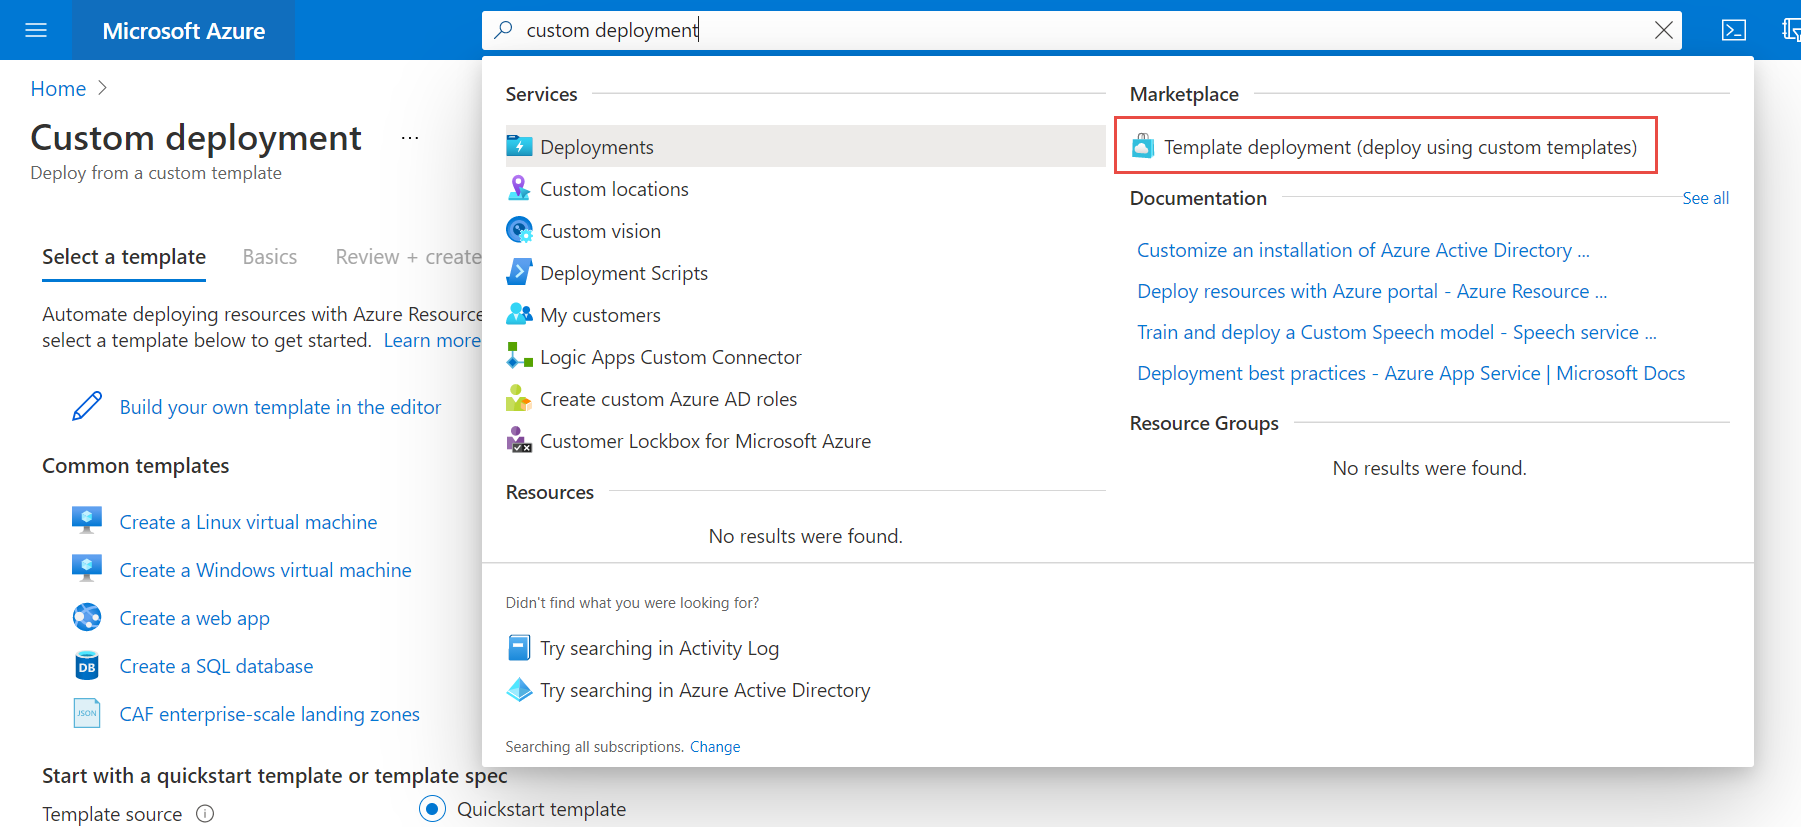 Microsoft Azure
custom deployment
Home
Custom deployment
...
Deploy from a custom template
Select a template
Basics
Review + create
Automate deploying resources with Azure Resource
select a template below to get started. Learn more
Build your own template in the editor
Common templates
Create a Linux virtual machine
Create a Windows virtual machine
Create a web app
DB
Create a SQL database
JSON
CAF enterprise-scale landing zones
Start with a quickstart template or template spec
Template source
Quickstart template
Services
Deployments
Custom locations
Custom vision
Deployment Scripts
My customers
Logic Apps Custom Connector
Create custom Azure AD roles
Customer Lockbox for Microsoft Azure
Resources
No results were found.
Marketplace
Template deployment (deploy using custom templates)
Documentation
See all
Customize an installation of Azure Active Directory ...
Deploy resources with Azure portal - Azure Resource ...
Train and deploy a Custom Speech model - Speech service ...
Deployment best practices - Azure App Service | Microsoft Docs
Resource Groups
No results were found.
Didn't find what you were looking for?
Try searching in Activity Log
Try searching in Azure Active Directory
Searching all subscriptions. Change